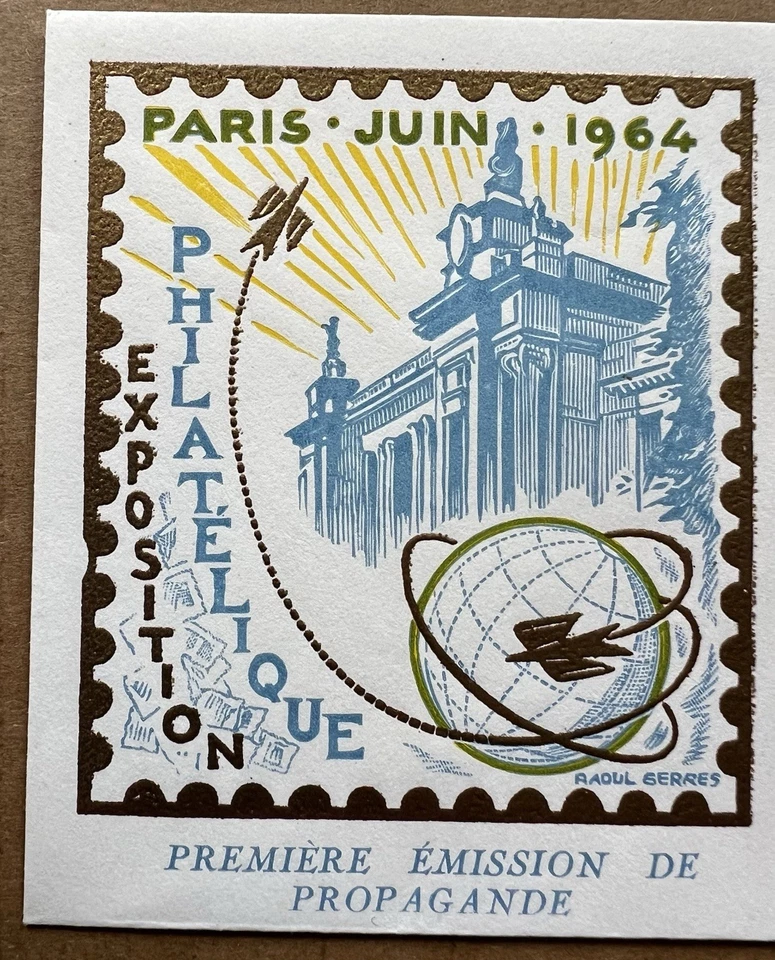 PARIS · JUIN · 1964
EXPOSITION
PHILATÉLIQUE
RAOUL SERRES
PREMIÈRE ÉMISSION DE
PROPAGANDE